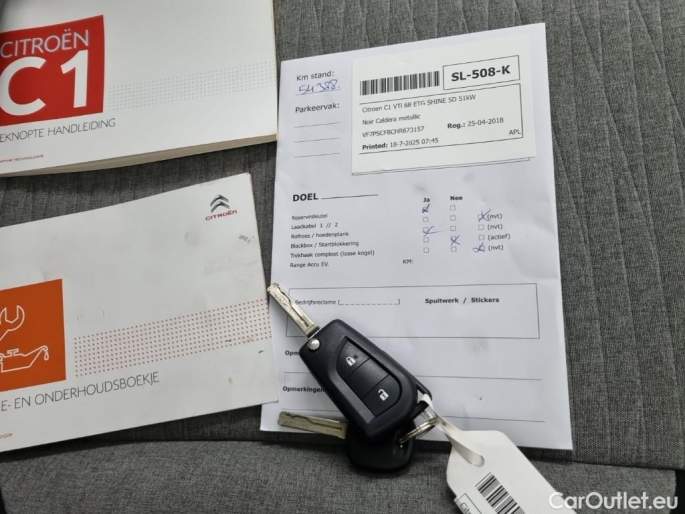 CITROËN
C1
EKNOPTE HANDLEIDING
CITROËN
E- EN ONDERHOUDSBOEKJE
Km stand:
Parkeervak:
SL-508-K
Citroen C1 VTi 68 ETG SHINE 5D 51kW
Noir Caldera metallic
Reg.: 25-04-2018
Printed: 18-7-2025 07:45
APL
DOEL
Ja Nee
Reservesleutel
(nvt)
Laadkabel 1 // 2
(nvt)
Rolhoes / hoedenplank
(actief)
Blackbox / Startblokkering
(nvt)
Trekhaak compleet (losse kogel)
Range Accu EV.
KM:
Bedrijfsreclame (
)
Spuitwerk / Stickers
Opm
Opmerkingen
CarOutlet.eu